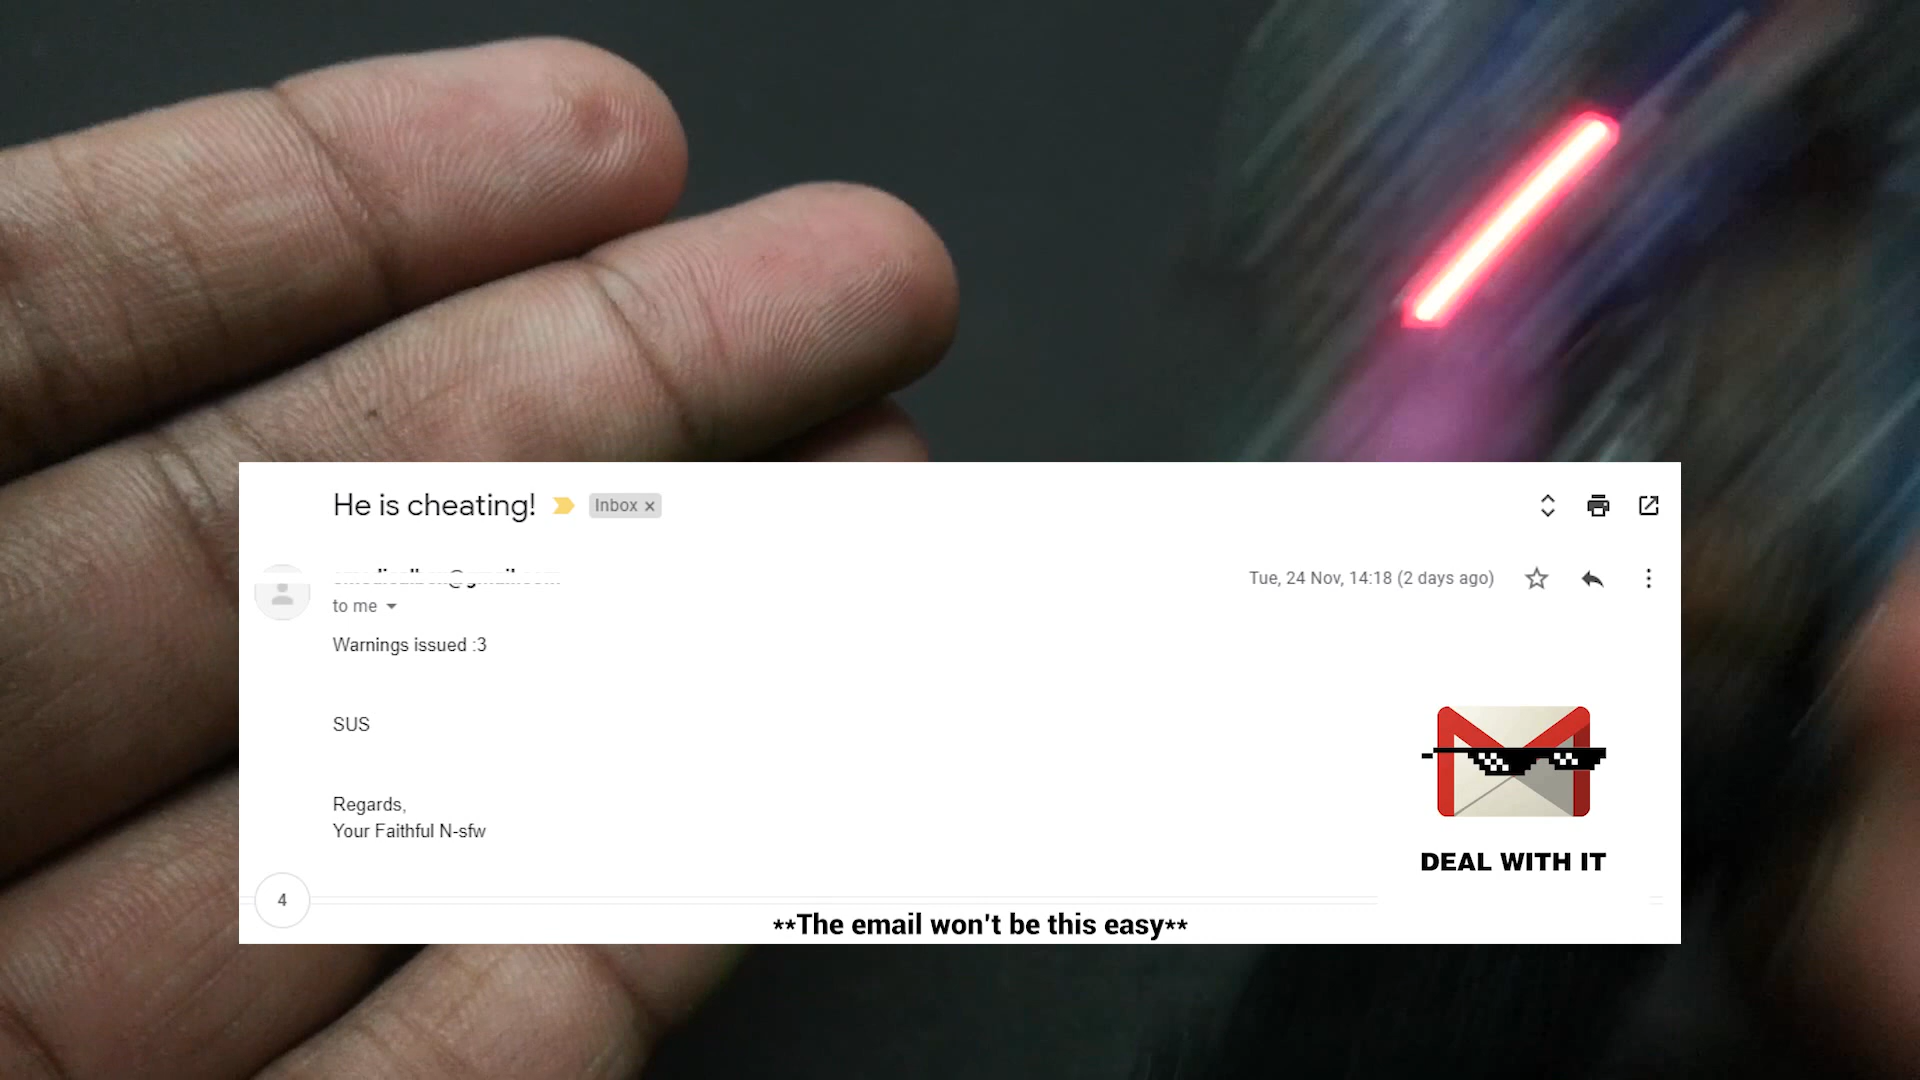 He is cheating!
Inbox x
Tue, 24 Nov, 14:18 (2 days ago)
to me
Warnings issued :3
SUS
Regards,
Your Faithful N-sfw
DEAL WITH IT
4
**The email won't be this easy**